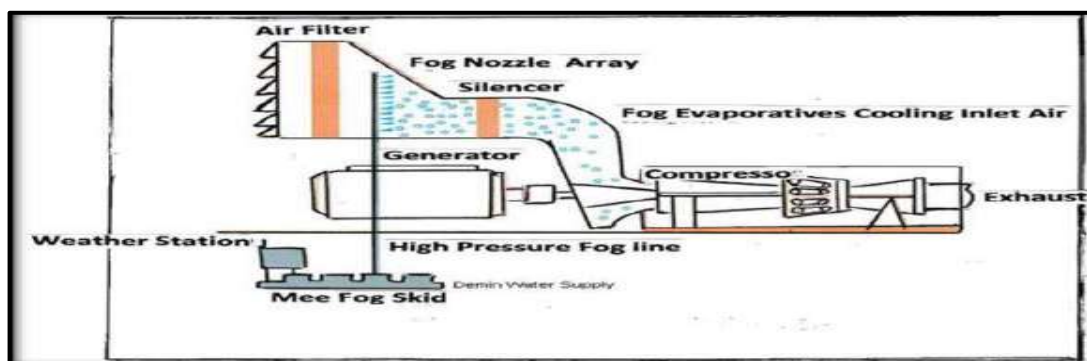 Air Filter
Fog Nozzle Array
Silencer
Fog Evaporatives Cooling Inlet Air
Generator
Compresso
Exhaust
Weather Station
High Pressure Fog line
Demin Water Supply
Mee Fog Skid